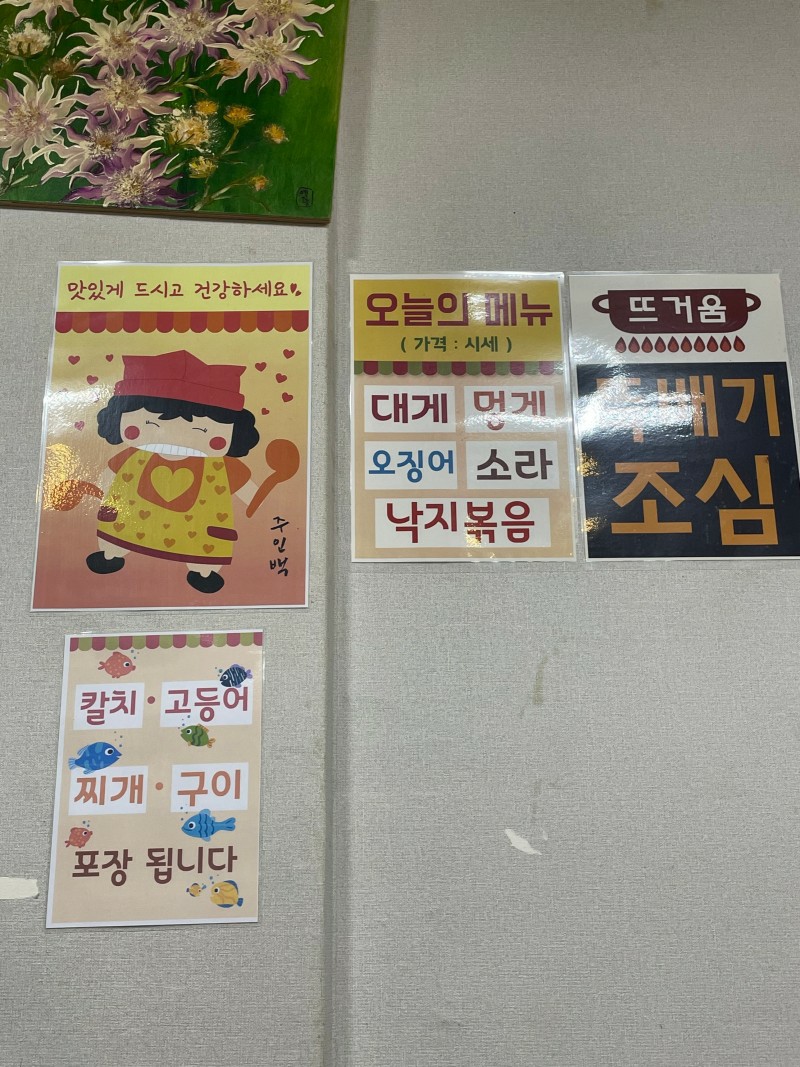 맛있게 드시고 건강하세요
주인백
오늘의 메뉴
( 가격 : 시세 )
대게 멍게
오징어 소라
낙지볶음
뜨거움
뚝배기
조심
칼치 · 고등어
찌개 · 구이
포장 됩니다